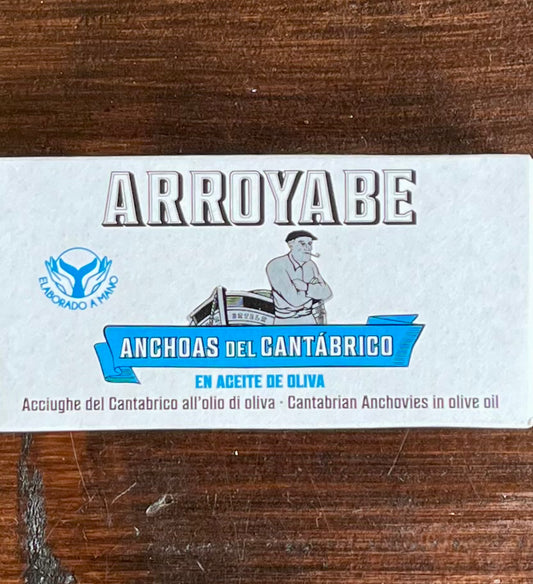 ARROYABE
ELABORADO A MANO
ANCHOAS DEL CANTÁBRICO
EN ACEITE DE OLIVA
Acciughe del Cantabrico all'olio di oliva · Cantabrian Anchovies in olive oil